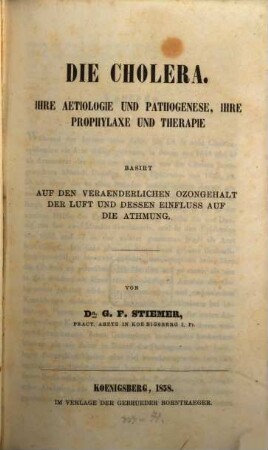 DIE CHOLERA.
IHRE AETIOLOGIE UND PATHOGENESE, IHRE
PROPHYLAXE UND THERAPIE
BASIRT
AUF DEN VERAENDERLICHEN OZONGEHALT
DER LUFT UND DESSEN EINFLUSS AUF
DIE ATHMUNG.
VON
DR. G. F. STIEMER,
PRACT. ARZTE IN KOENIGSBERG I. PR.
KOENIGSBERG, 1858.
IM VERLAGE DER GEBRUEDER BORNTRAEGER.